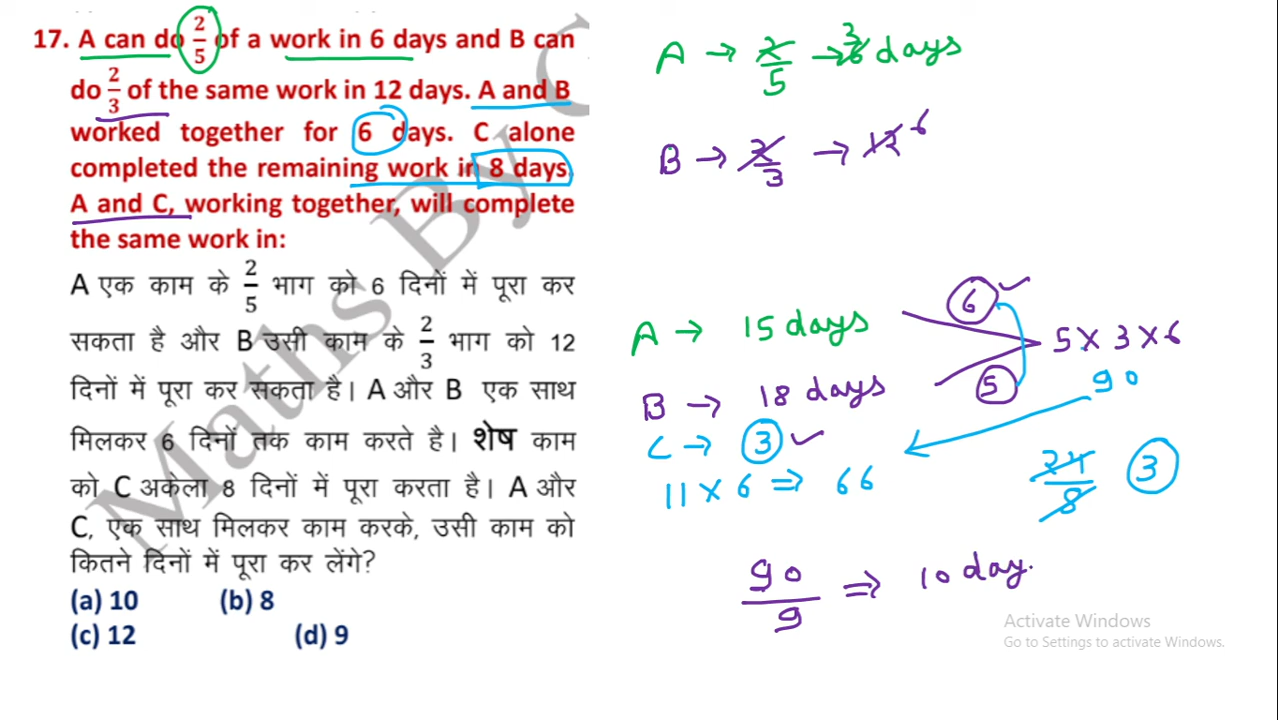 17. A can do 2/5 of a work in 6 days and B can
do 2/3 of the same work in 12 days. A and B
worked together for 6 days. C alone
completed the remaining work in 8 days.
A and C, working together, will complete
the same work in:
A एक काम के 2/5 भाग को 6 दिनों में पूरा कर
सकता है और B उसी काम के 2/3 भाग को 12
दिनों में पूरा कर सकता है। A और B एक साथ
मिलकर 6 दिनों तक काम करते है। शेष काम
को C अकेला 8 दिनों में पूरा करता है। A और
C, एक साथ मिलकर काम करके, उसी काम को
कितने दिनों में पूरा कर लेंगे?
(a) 10 (b) 8
(c) 12 (d) 9
Maths By
A → 2/5 → 6 3 days
B → 2/3 → 12 6
A → 15 days 6
5 × 3 × 6
B → 18 days 5
90
C → 3
11 × 6 ⇒ 66
24/8 3
90/9 ⇒ 10 day.
Activate Windows
Go to Settings to activate Windows.